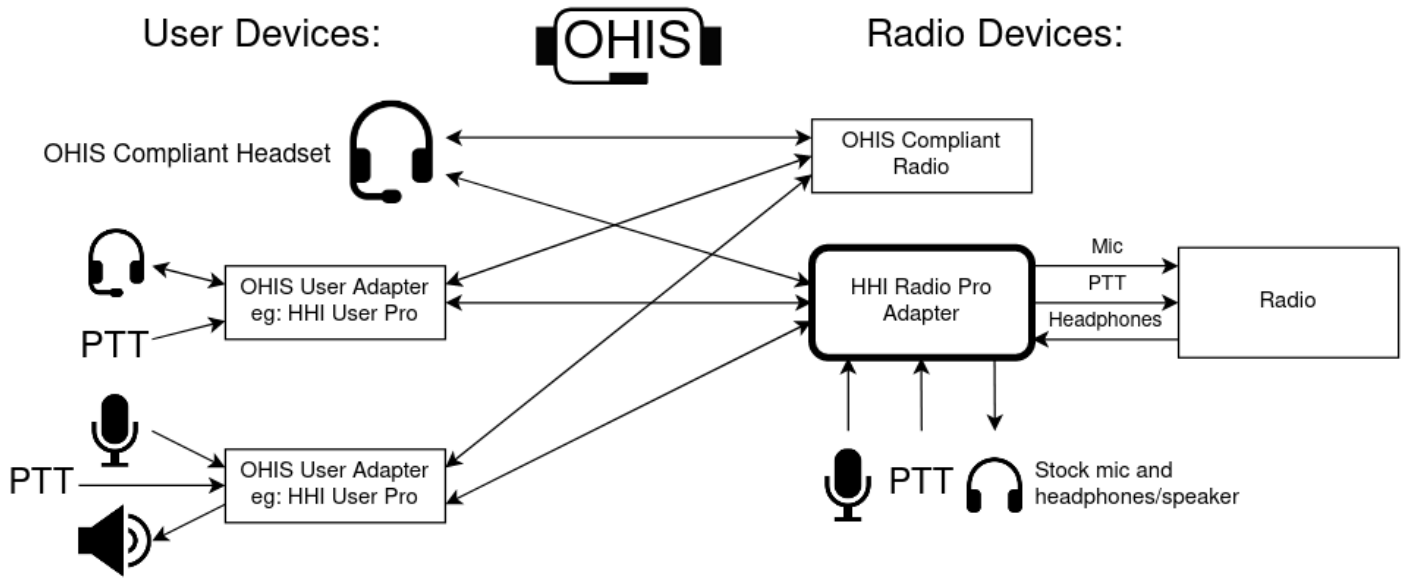 User Devices:
OHIS
Radio Devices:
OHIS Compliant Headset
OHIS Compliant
Radio
OHIS User Adapter
eg: HHI User Pro
PTT
HHI Radio Pro
Adapter
Mic
PTT
Headphones
Radio
PTT
OHIS User Adapter
eg: HHI User Pro
PTT
Stock mic and
headphones/speaker